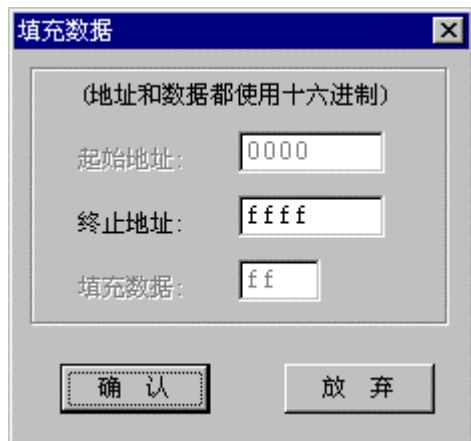 填充数据
(地址和数据都使用十六进制)
起始地址: 0000
终止地址: ffff
填充数据: ff
确 认 放 弃